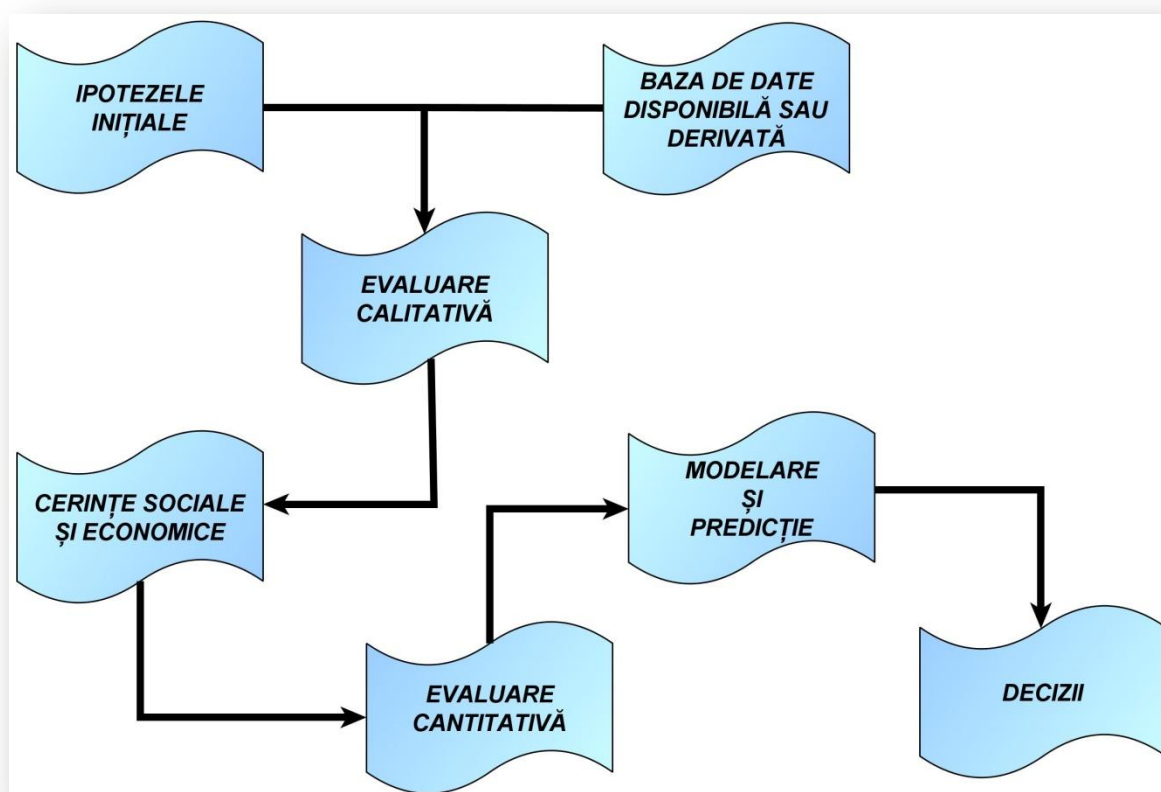 IPOTEZELE
INIȚIALE
BAZA DE DATE
DISPONIBILĂ SAU
DERIVATĂ
EVALUARE
CALITATIVĂ
CERINȚE SOCIALE
ȘI ECONOMICE
MODELARE
ȘI
PREDICȚIE
EVALUARE
CANTITATIVĂ
DECIZII